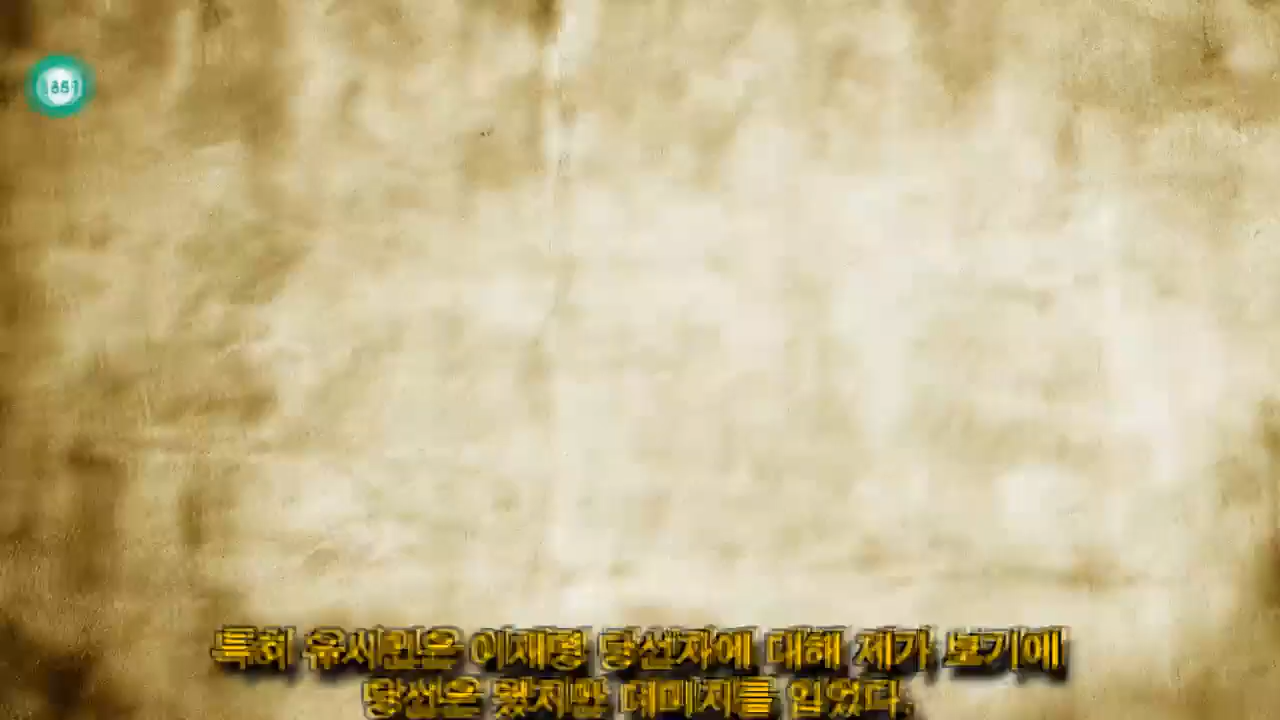 특히 유시민은 이재명 당선자에 대해 제가 보기에
당선은 됐지만 데미지를 입었다.